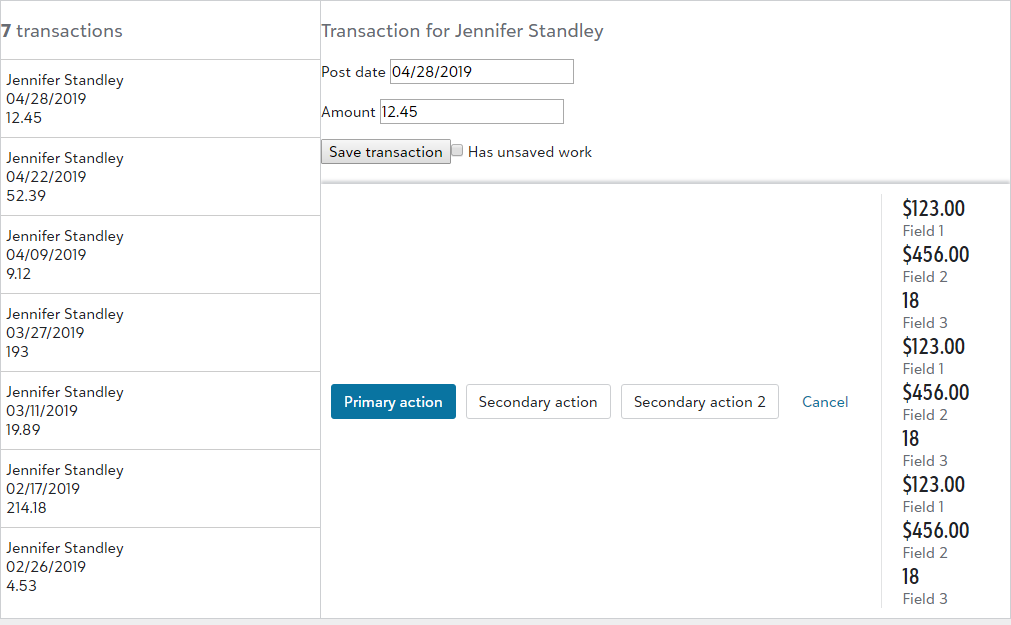 7 transactions
Jennifer Standley
04/28/2019
12.45
Jennifer Standley
04/22/2019
52.39
Jennifer Standley
04/09/2019
9.12
Jennifer Standley
03/27/2019
193
Jennifer Standley
03/11/2019
19.89
Jennifer Standley
02/17/2019
214.18
Jennifer Standley
02/26/2019
4.53
Transaction for Jennifer Standley
Post date 04/28/2019
Amount 12.45
Save transaction Has unsaved work
Primary action Secondary action Secondary action 2 Cancel
$123.00
Field 1
$456.00
Field 2
18
Field 3
$123.00
Field 1
$456.00
Field 2
18
Field 3
$123.00
Field 1
$456.00
Field 2
18
Field 3